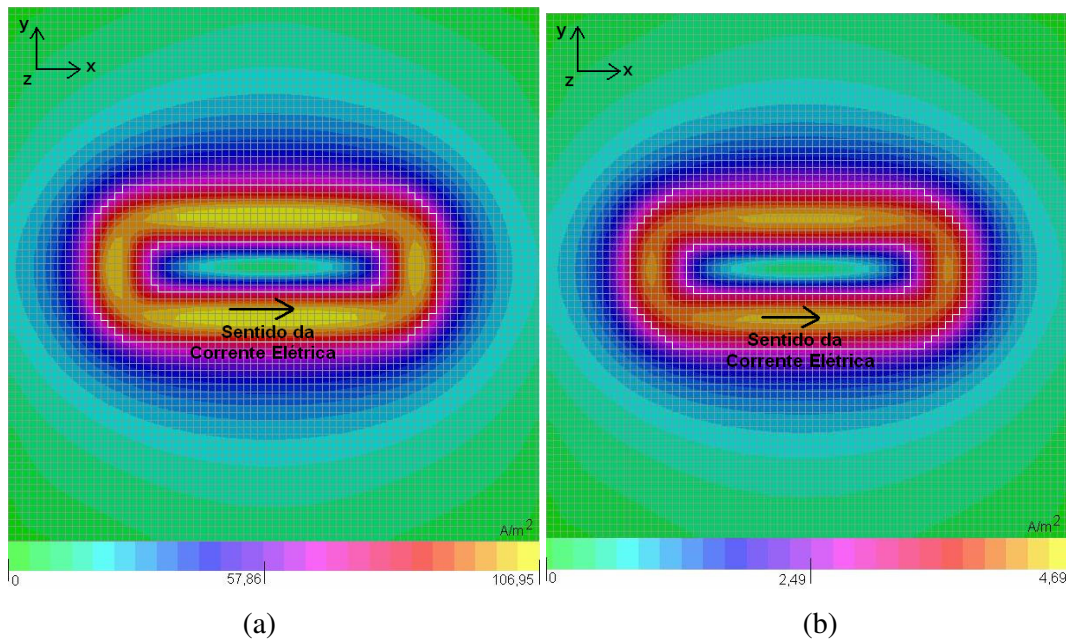 y
x
z
Sentido da
Corrente Elétrica
A/m²
0
57,86
106,95
(a)
y
x
z
Sentido da
Corrente Elétrica
A/m²
0
2,49
4,69
(b)